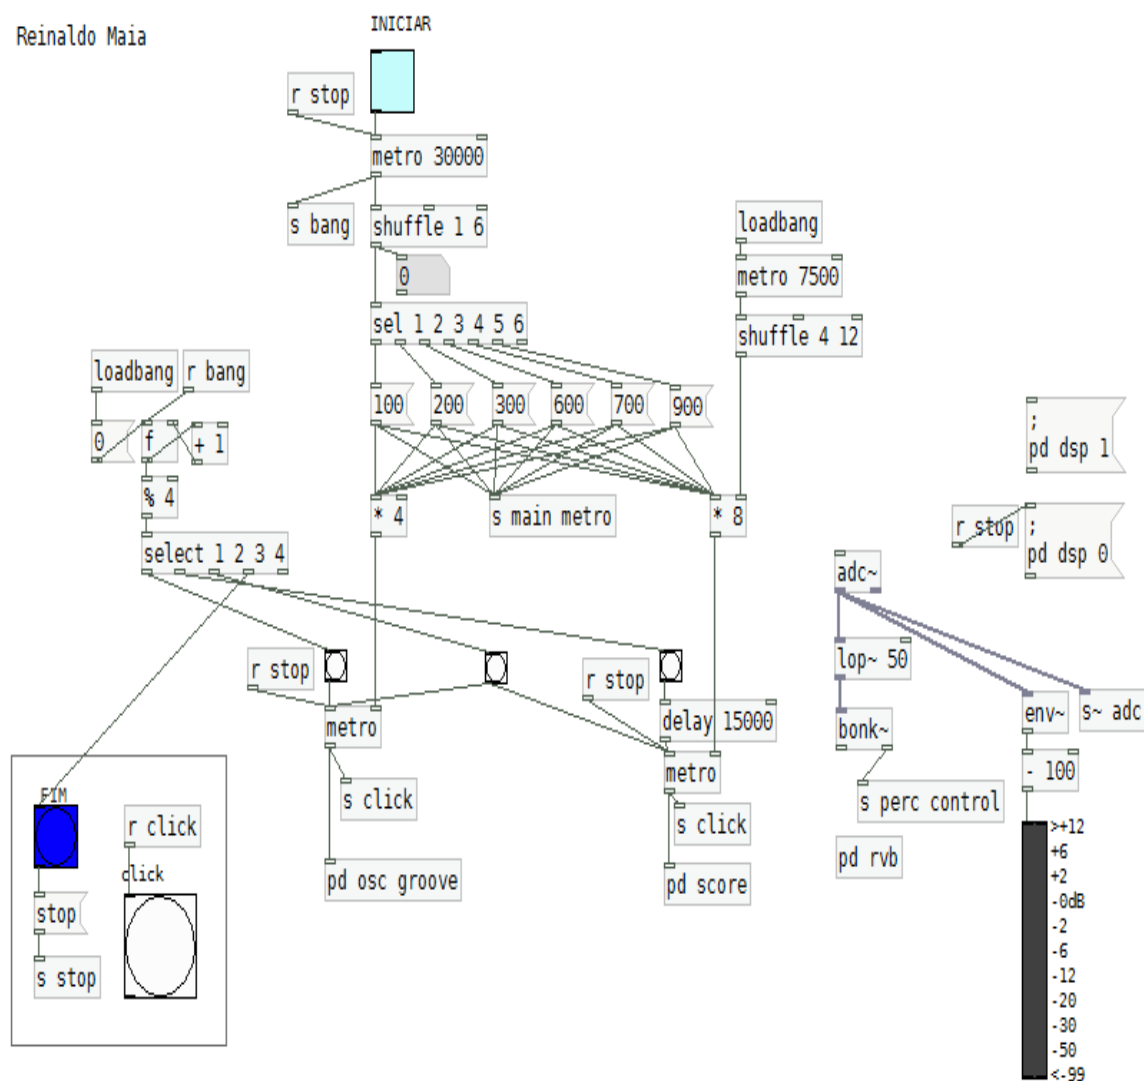 Reinaldo Maia
INICIAR
r stop
metro 30000
s bang
shuffle 1 6
0
sel 1 2 3 4 5 6
loadbang
metro 7500
shuffle 4 12
loadbang
r bang
0
f
+ 1
% 4
select 1 2 3 4
100
200
300
600
700
900
* 4
s main metro
* 8
;
pd dsp 1
r stop
;
pd dsp 0
adc~
lop~ 50
bonk~
env~
s~ adc
- 100
s perc control
pd rvb
r stop
metro
s click
pd osc groove
r stop
delay 15000
metro
s click
pd score
FIM
r click
click
stop
s stop
>+12
+6
+2
-0dB
-2
-6
-12
-20
-30
-50
<-99